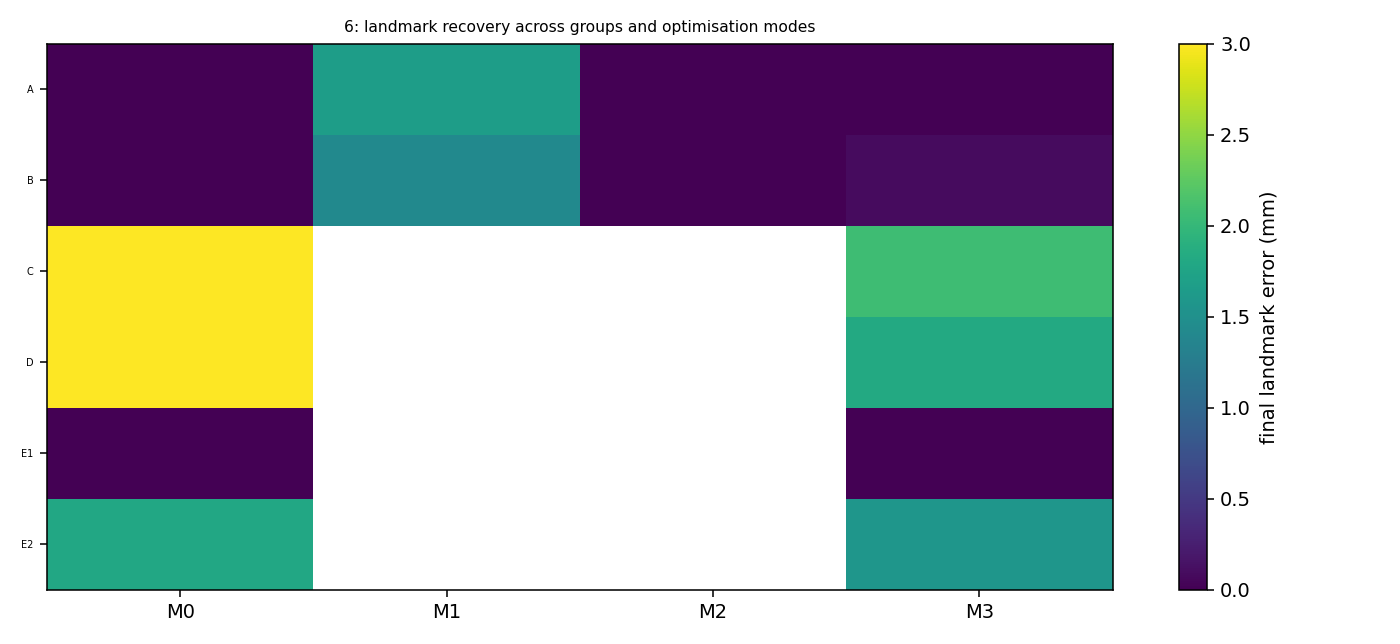 6: landmark recovery across groups and optimisation modes
A
B
C
D
E1
E2
M0
M1
M2
M3
3.0
2.5
2.0
1.5
1.0
0.5
0.0
final landmark error (mm)